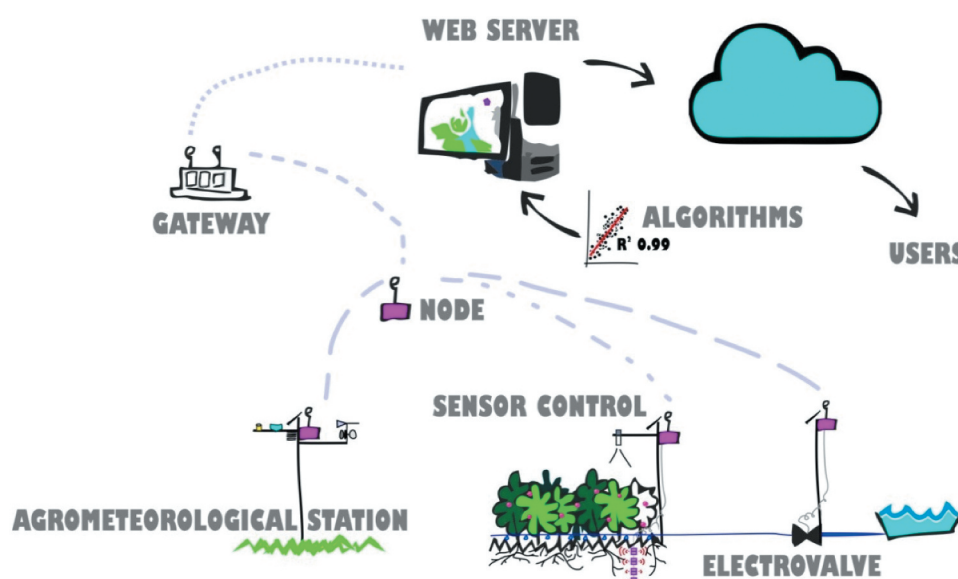 WEB SERVER
GATEWAY
ALGORITHMS
R² 0.99
USERS
NODE
SENSOR CONTROL
AGROMETEOROLOGICAL STATION
ELECTROVALVE